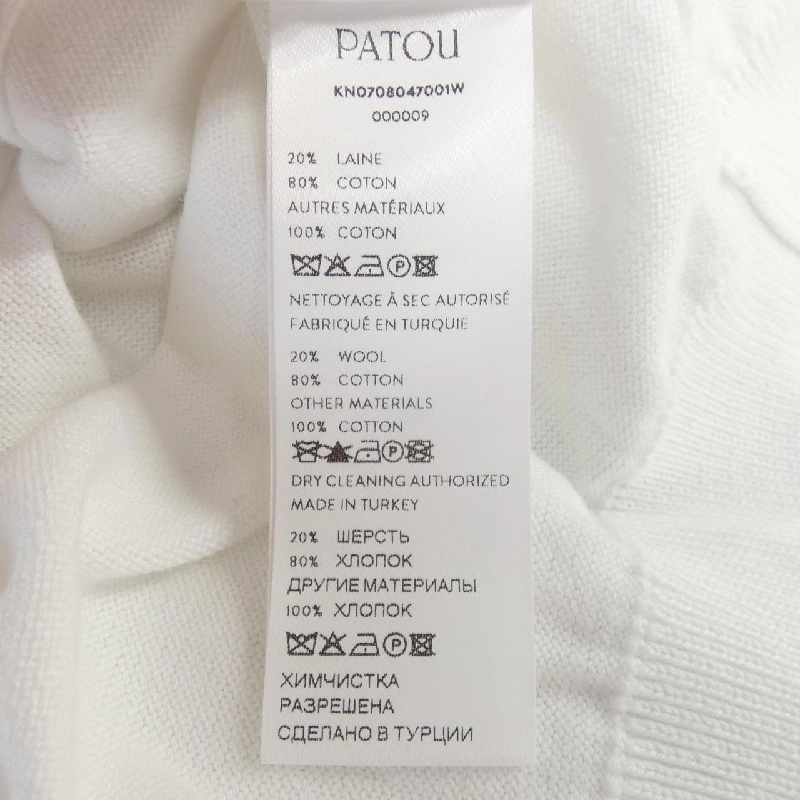 PATOU
KN0708047001W
000009
20% LAINE
80% COTON
AUTRES MATÉRIAUX
100% COTON
P
NETTOYAGE À SEC AUTORISÉ
FABRIQUÉ EN TURQUIE
20% WOOL
80% COTTON
OTHER MATERIALS
100% COTTON
P
DRY CLEANING AUTHORIZED
MADE IN TURKEY
20% ШЕРСТЬ
80% ХЛОПОК
ДРУГИЕ МАТЕРИАЛЫ
100% ХЛОПОК
P
ХИМЧИСТКА
РАЗРЕШЕНА
СДЕЛАНО В ТУРЦИИ